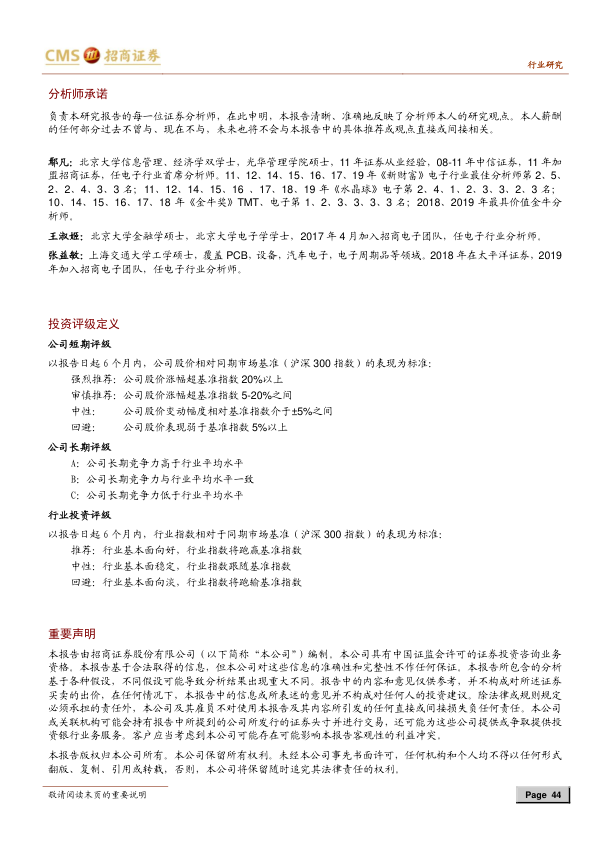 CMS 招商证券
行业研究
分析师承诺
负责本研究报告的每一位证券分析师，在此申明，本报告清晰、准确地反映了分析师本人的研究观点。本人薪酬
的任何部分过去不曾与、现在不与，未来也将不会与本报告中的具体推荐或观点直接或间接相关。
鄢凡：北京大学信息管理、经济学双学士，光华管理学院硕士，11 年证券从业经验，08-11 年中信证券，11 年加
盟招商证券，任电子行业首席分析师。11、12、14、15、16、17、19 年《新财富》电子行业最佳分析师第 2、5、
2、2、4、3、3 名；11、12、14、15、16 、17、18、19 年《水晶球》电子第 2、4、1、2、3、3、2、3 名；
10、14、15、16、17、18 年《金牛奖》TMT、电子第 1、2、3、3、3、3 名；2018、2019 年最具价值金牛分
析师。
王淑姬：北京大学金融学硕士，北京大学电子学学士，2017 年 4 月加入招商电子团队，任电子行业分析师。
张益敏：上海交通大学工学硕士，覆盖 PCB，设备，汽车电子，电子周期品等领域。2018 年在太平洋证券，2019
年加入招商电子团队，任电子行业分析师。
投资评级定义
公司短期评级
以报告日起 6 个月内，公司股价相对同期市场基准（沪深 300 指数）的表现为标准：
强烈推荐：公司股价涨幅超基准指数 20%以上
审慎推荐：公司股价涨幅超基准指数 5-20%之间
中性： 公司股价变动幅度相对基准指数介于±5%之间
回避： 公司股价表现弱于基准指数 5%以上
公司长期评级
A：公司长期竞争力高于行业平均水平
B：公司长期竞争力与行业平均水平一致
C：公司长期竞争力低于行业平均水平
行业投资评级
以报告日起 6 个月内，行业指数相对于同期市场基准（沪深 300 指数）的表现为标准：
推荐：行业基本面向好，行业指数将跑赢基准指数
中性：行业基本面稳定，行业指数跟随基准指数
回避：行业基本面向淡，行业指数将跑输基准指数
重要声明
本报告由招商证券股份有限公司（以下简称“本公司”）编制。本公司具有中国证监会许可的证券投资咨询业务
资格。本报告基于合法取得的信息，但本公司对这些信息的准确性和完整性不作任何保证。本报告所包含的分析
基于各种假设，不同假设可能导致分析结果出现重大不同。报告中的内容和意见仅供参考，并不构成对所述证券
买卖的出价，在任何情况下，本报告中的信息或所表述的意见并不构成对任何人的投资建议。除法律或规则规定
必须承担的责任外，本公司及其雇员不对使用本报告及其内容所引发的任何直接或间接损失负任何责任。本公司
或关联机构可能会持有报告中所提到的公司所发行的证券头寸并进行交易，还可能为这些公司提供或争取提供投
资银行业务服务。客户应当考虑到本公司可能存在可能影响本报告客观性的利益冲突。
本报告版权归本公司所有。本公司保留所有权利。未经本公司事先书面许可，任何机构和个人均不得以任何形式
翻版、复制、引用或转载，否则，本公司将保留随时追究其法律责任的权利。
敬请阅读末页的重要说明
Page 44